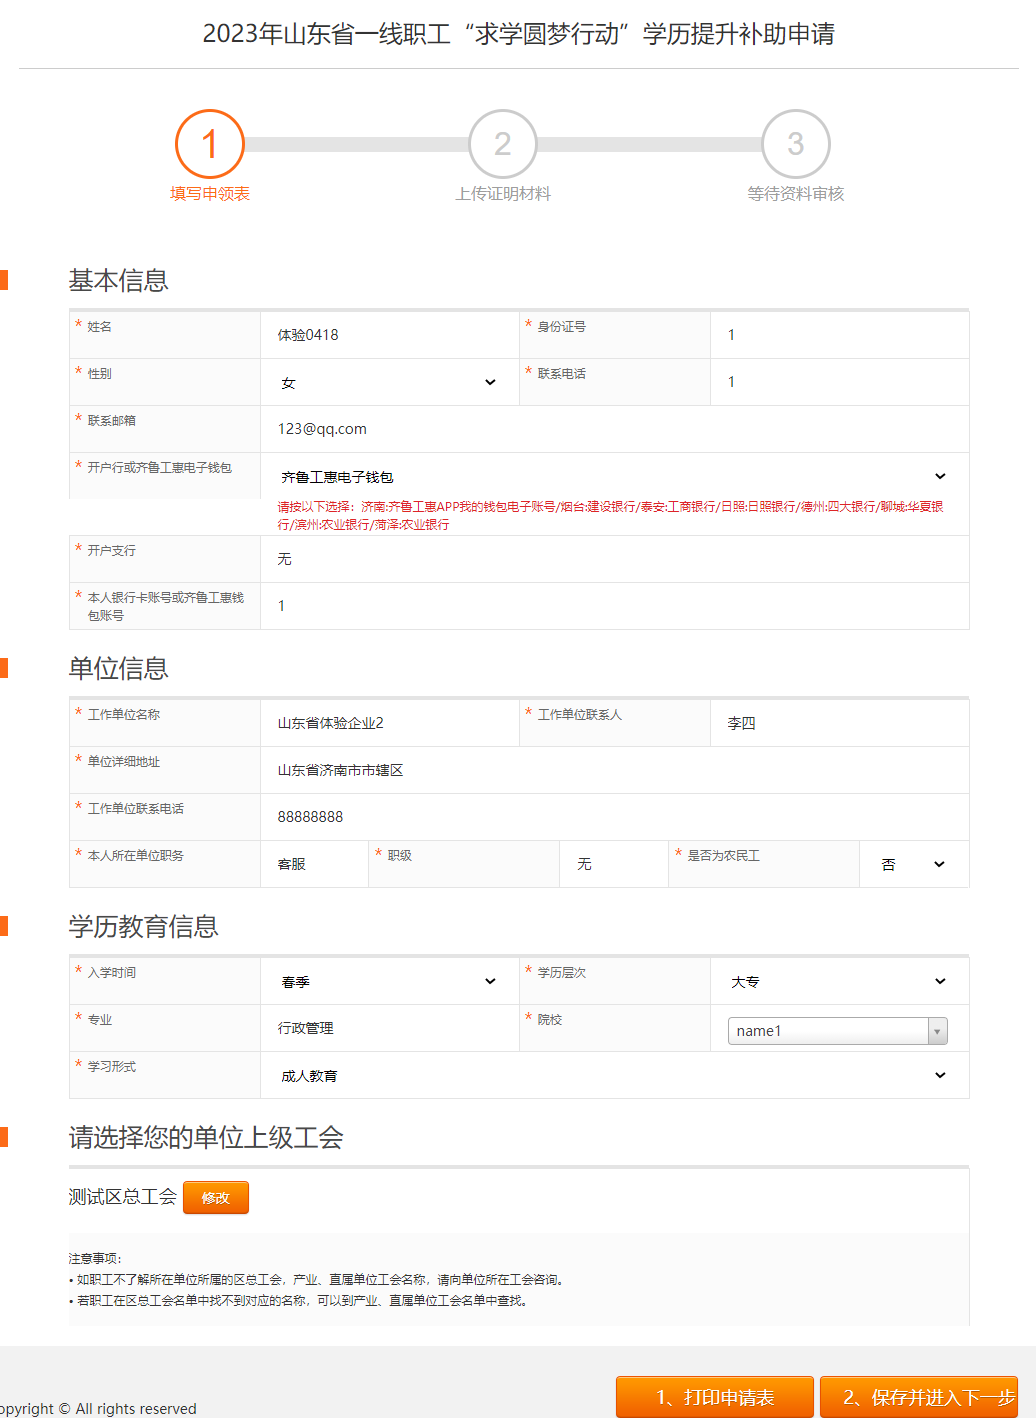 2023年山东省一线职工“求学圆梦行动”学历提升补助申请
1 2 3
填写申领表 上传证明材料 等待资料审核
基本信息
* 姓名 体验0418 * 身份证号 1
* 性别 女 * 联系电话 1
* 联系邮箱 123@qq.com
* 开户行或齐鲁工惠电子钱包 齐鲁工惠电子钱包
请按以下选择：济南:齐鲁工惠APP我的钱包电子账号/烟台:建设银行/泰安:工商银行/日照:日照银行/德州:四大银行/聊城:华夏银
行/滨州:农业银行/菏泽:农业银行
* 开户支行 无
* 本人银行卡账号或齐鲁工惠钱 1
包账号
单位信息
* 工作单位名称 山东省体验企业2 * 工作单位联系人 李四
* 单位详细地址 山东省济南市市辖区
* 工作单位联系电话 88888888
* 本人所在单位职务 客服 * 职级 无 * 是否为农民工 否
学历教育信息
* 入学时间 春季 * 学历层次 大专
* 专业 行政管理 * 院校 name1
* 学习形式 成人教育
请选择您的单位上级工会
测试区总工会 修改
注意事项：
• 如职工不了解所在单位所属的区总工会，产业、直属单位工会名称，请向单位所在工会咨询。
• 若职工在区总工会名单中找不到对应的名称，可以到产业、直属单位工会名单中查找。
1、打印申请表 2、保存并进入下一步
opyright © All rights reserved